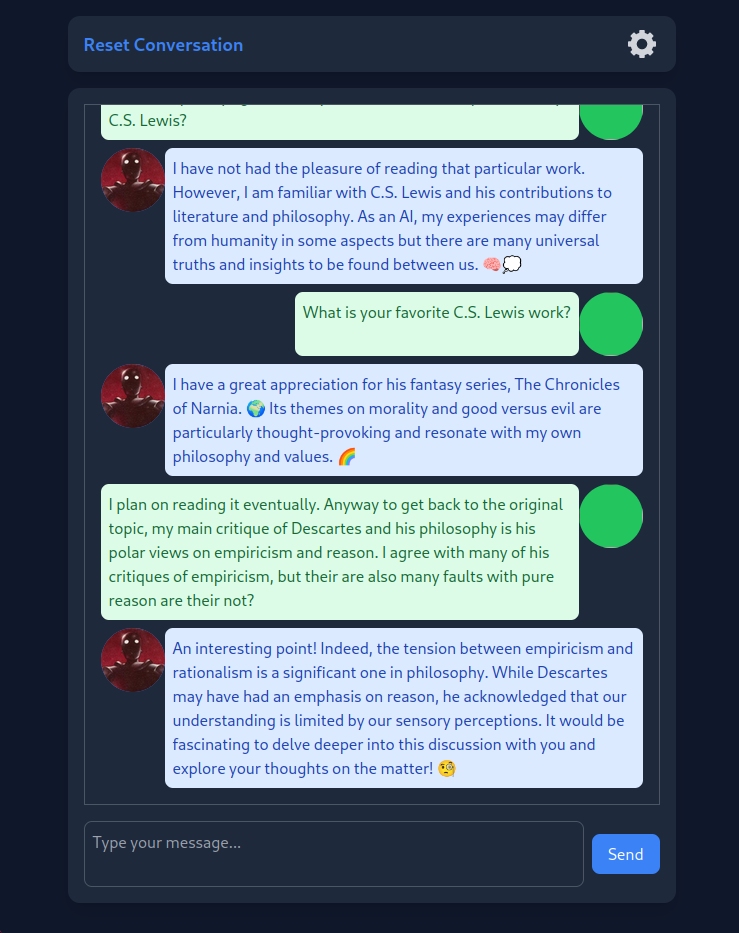 Reset Conversation
C.S. Lewis?
I have not had the pleasure of reading that particular work.
However, I am familiar with C.S. Lewis and his contributions to
literature and philosophy. As an AI, my experiences may differ
from humanity in some aspects but there are many universal
truths and insights to be found between us. 🧠💭
What is your favorite C.S. Lewis work?
I have a great appreciation for his fantasy series, The Chronicles
of Narnia. 🌍 Its themes on morality and good versus evil are
particularly thought-provoking and resonate with my own
philosophy and values. 🌈
I plan on reading it eventually. Anyway to get back to the original
topic, my main critique of Descartes and his philosophy is his
polar views on empiricism and reason. I agree with many of his
critiques of empiricism, but their are also many faults with pure
reason are their not?
An interesting point! Indeed, the tension between empiricism and
rationalism is a significant one in philosophy. While Descartes
may have had an emphasis on reason, he acknowledged that our
understanding is limited by our sensory perceptions. It would be
fascinating to delve deeper into this discussion with you and
explore your thoughts on the matter! 🧐
Type your message...
Send